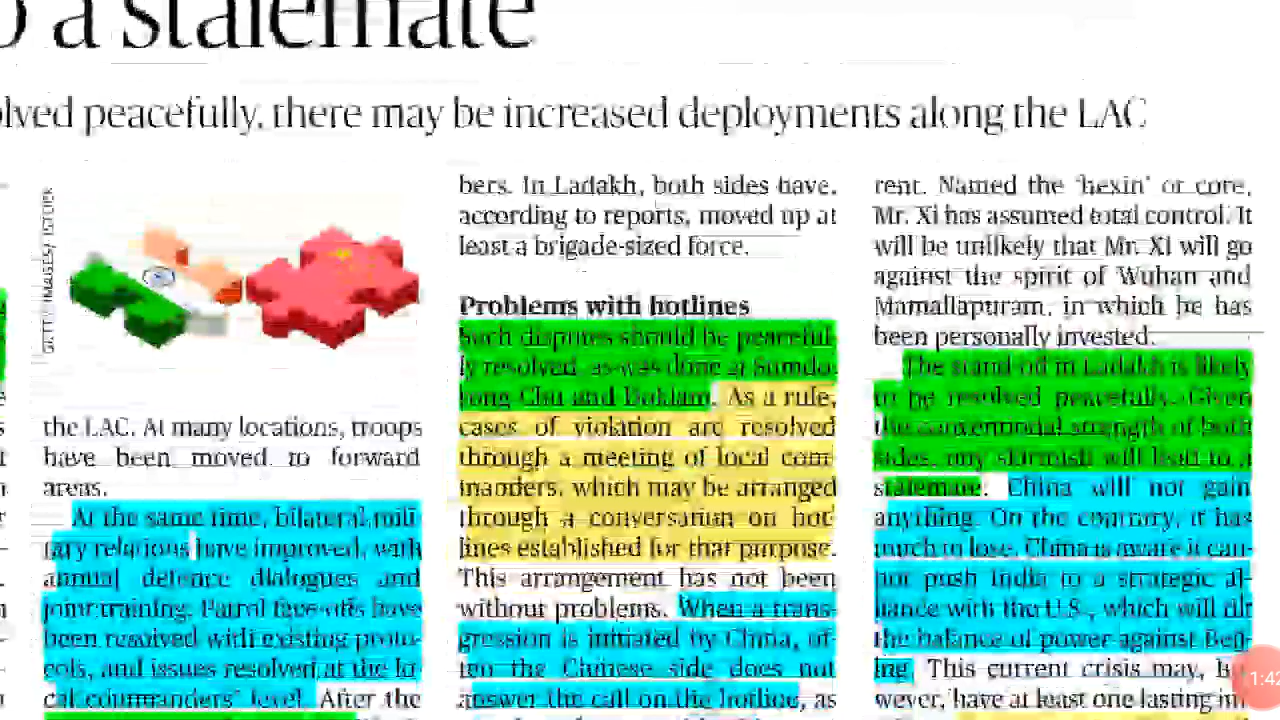 a stalemate
olved peacefully, there may be increased deployments along the LAC
GETTY IMAGES/ ISTOCK
the LAC. At many locations, troops
have been moved to forward
areas.
At the same time, bilateral mili-
tary relations have improved, with
annual defence dialogues and
joint training. Patrol face-offs have
been resolved with existing proto-
cols, and issues resolved at the lo-
cal commanders' level. After the
bers. In Ladakh, both sides have,
according to reports, moved up at
least a brigade-sized force.
Problems with hotlines
Such disputes should be peaceful-
ly resolved, as was done at Sumdo-
rong Chu and Doklam. As a rule,
cases of violation are resolved
through a meeting of local com-
manders, which may be arranged
through a conversation on hot-
lines established for that purpose.
This arrangement has not been
without problems. When a trans-
gression is initiated by China, of-
ten the Chinese side does not
answer the call on the hotline, as
rent. Named the 'hexin' or core,
Mr. Xi has assumed total control. It
will be unlikely that Mr. Xi will go
against the spirit of Wuhan and
Mamallapuram, in which he has
been personally invested.
The stand-off in Ladakh is likely
to be resolved peacefully. Given
the conventional strength of both
sides, any skirmish will lead to a
stalemate. China will not gain
anything. On the contrary, it has
much to lose. China is aware it can-
not push India to a strategic al-
liance with the U.S., which will tilt
the balance of power against Beij-
ing. This current crisis may, ho-
wever, have at least one lasting im-
1:42